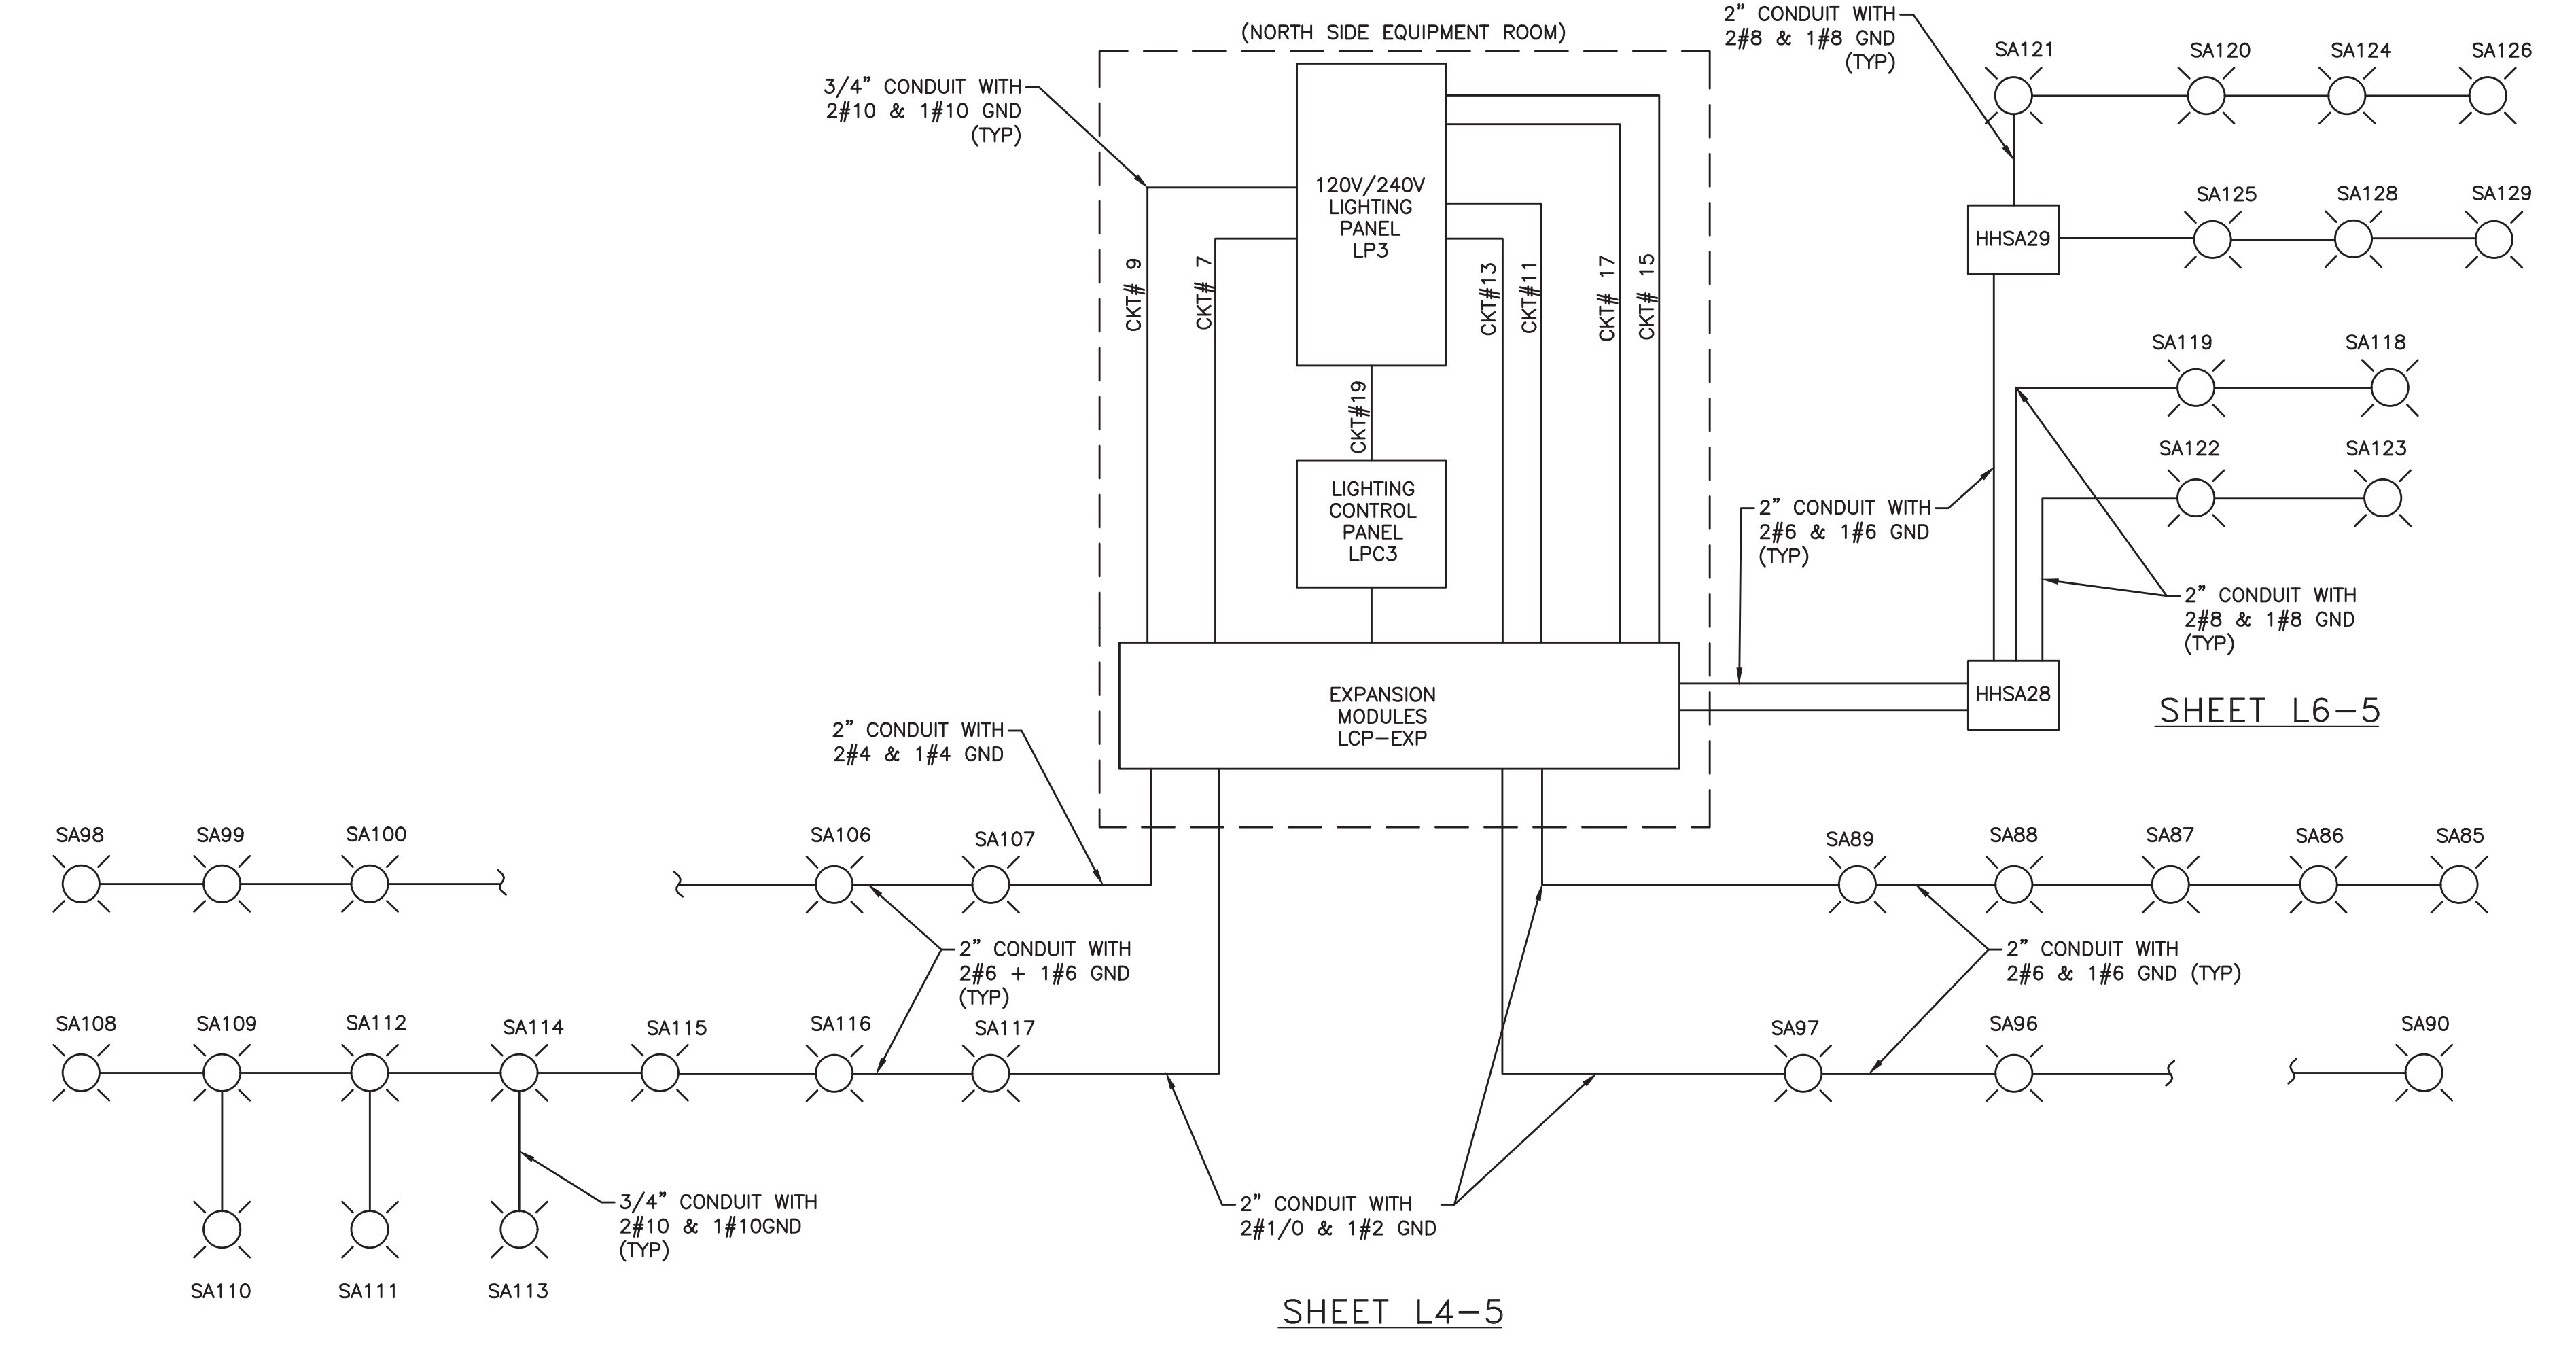 (NORTH SIDE EQUIPMENT ROOM)
3/4" CONDUIT WITH
2#10 & 1#10 GND
(TYP)
120V/240V
LIGHTING
PANEL
LP3
CKT# 9
CKT# 7
CKT#13
CKT#11
CKT# 17
CKT# 15
CKT#19
LIGHTING
CONTROL
PANEL
LPC3
EXPANSION
MODULES
LCP-EXP
2" CONDUIT WITH
2#8 & 1#8 GND
(TYP)
SA121
SA120
SA124
SA126
HHSA29
SA125
SA128
SA129
SA119
SA118
SA122
SA123
2" CONDUIT WITH
2#6 & 1#6 GND
(TYP)
2" CONDUIT WITH
2#8 & 1#8 GND
(TYP)
HHSA28
SHEET L6-5
2" CONDUIT WITH
2#4 & 1#4 GND
SA98
SA99
SA100
SA106
SA107
SA89
SA88
SA87
SA86
SA85
2" CONDUIT WITH
2#6 + 1#6 GND
(TYP)
2" CONDUIT WITH
2#6 & 1#6 GND (TYP)
SA108
SA109
SA112
SA114
SA115
SA116
SA117
SA97
SA96
SA90
3/4" CONDUIT WITH
2#10 & 1#10GND
(TYP)
2" CONDUIT WITH
2#1/0 & 1#2 GND
SA110
SA111
SA113
SHEET L4-5